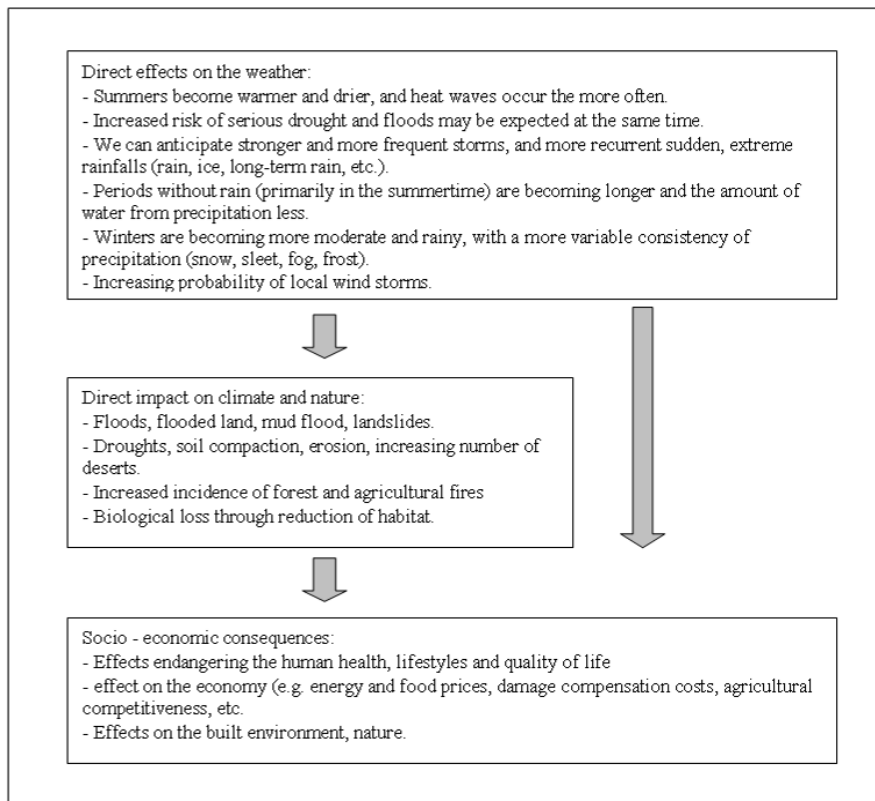 Direct effects on the weather:
- Summers become warmer and drier, and heat waves occur the more often.
- Increased risk of serious drought and floods may be expected at the same time.
- We can anticipate stronger and more frequent storms, and more recurrent sudden, extreme
rainfalls (rain, ice, long-term rain, etc.).
- Periods without rain (primarily in the summertime) are becoming longer and the amount of
water from precipitation less.
- Winters are becoming more moderate and rainy, with a more variable consistency of
precipitation (snow, sleet, fog, frost).
- Increasing probability of local wind storms.
Direct impact on climate and nature:
- Floods, flooded land, mud flood, landslides.
- Droughts, soil compaction, erosion, increasing number of
deserts.
- Increased incidence of forest and agricultural fires
- Biological loss through reduction of habitat.
Socio - economic consequences:
- Effects endangering the human health, lifestyles and quality of life
- effect on the economy (e.g. energy and food prices, damage compensation costs, agricultural
competitiveness, etc.
- Effects on the built environment, nature.